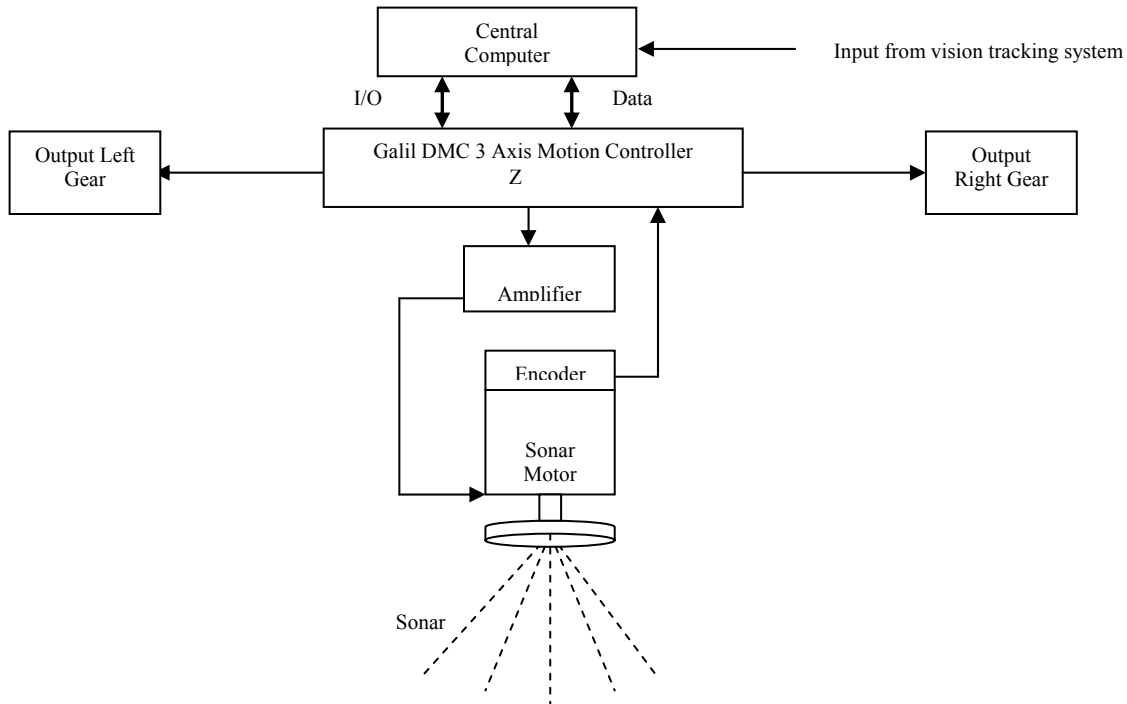 Central
Computer
Input from vision tracking system
I/O
Data
Output Left
Gear
Galil DMC 3 Axis Motion Controller
Z
Output
Right Gear
Amplifier
Encoder
Sonar
Motor
Sonar